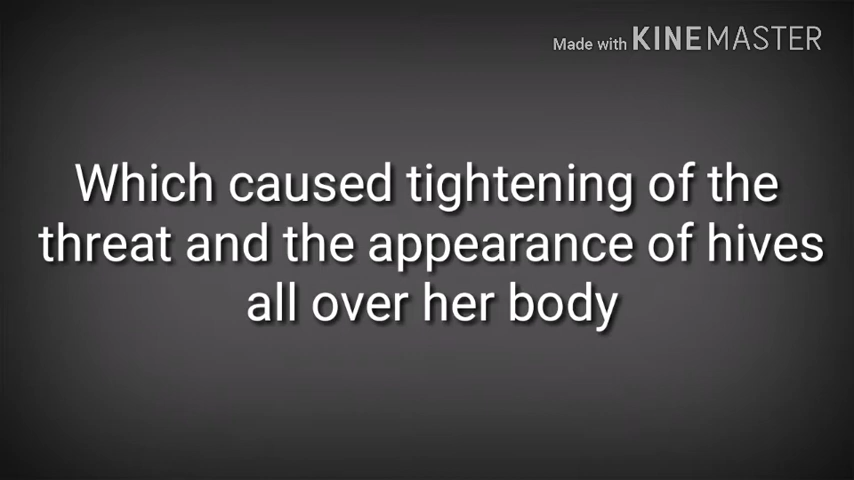 Made with KINEMASTER
Which caused tightening of the
threat and the appearance of hives
all over her body